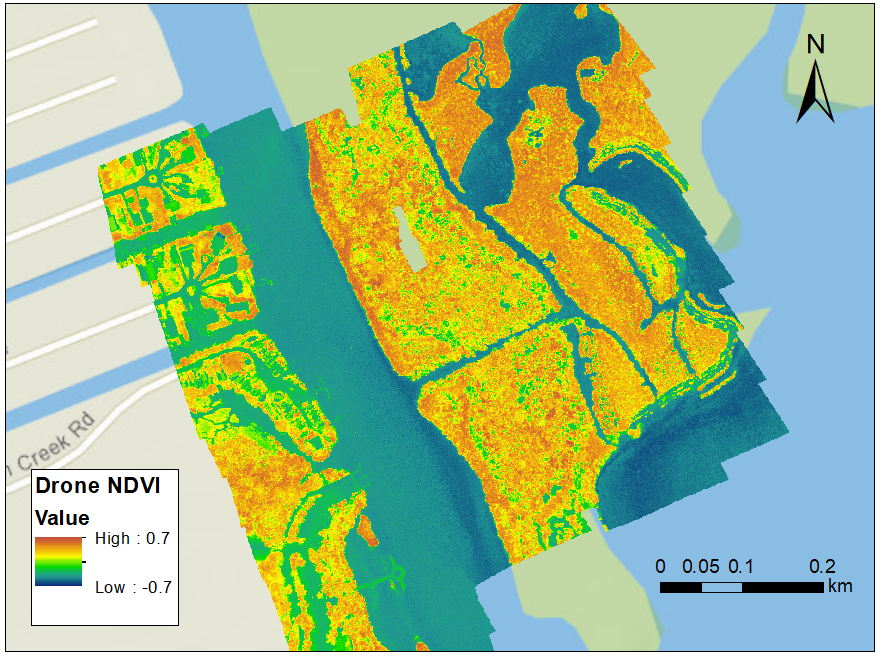 N
Creek Rd
Drone NDVI
Value
High : 0.7
Low : -0.7
0 0.05 0.1 0.2
km